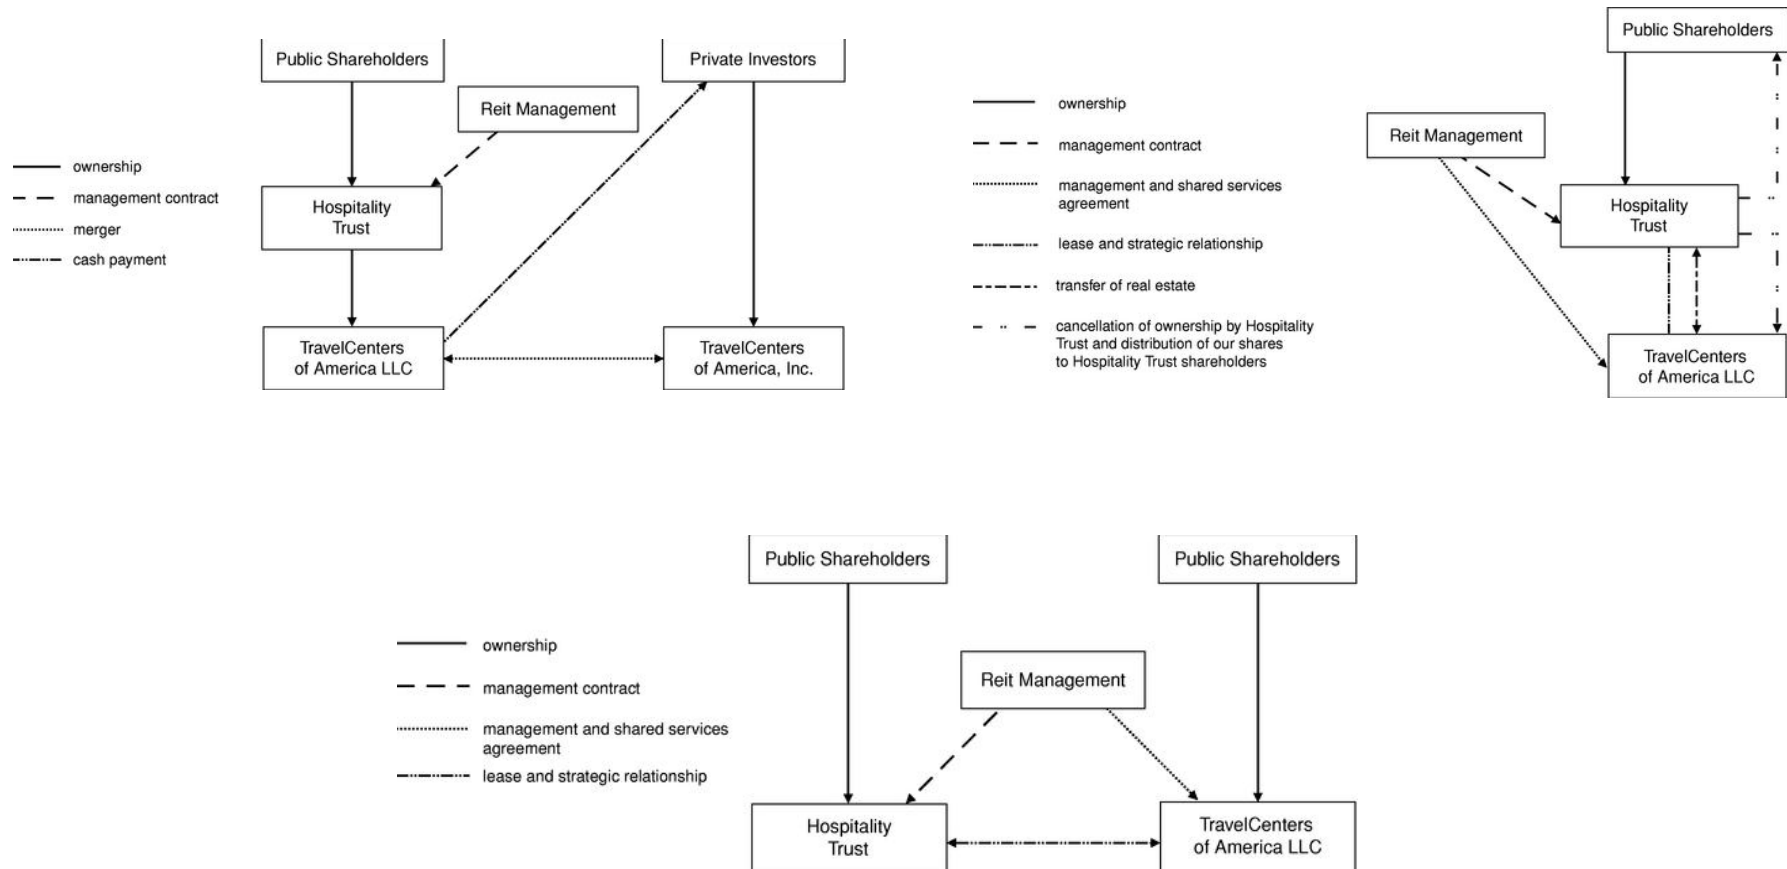 Public Shareholders
Private Investors
Reit Management
ownership
management contract
merger
cash payment
Hospitality
Trust
TravelCenters
of America LLC
TravelCenters
of America, Inc.
Public Shareholders
ownership
management contract
management and shared services
agreement
lease and strategic relationship
transfer of real estate
cancellation of ownership by Hospitality
Trust and distribution of our shares
to Hospitality Trust shareholders
Reit Management
Hospitality
Trust
TravelCenters
of America LLC
Public Shareholders
Public Shareholders
ownership
management contract
management and shared services
agreement
lease and strategic relationship
Reit Management
Hospitality
Trust
TravelCenters
of America LLC